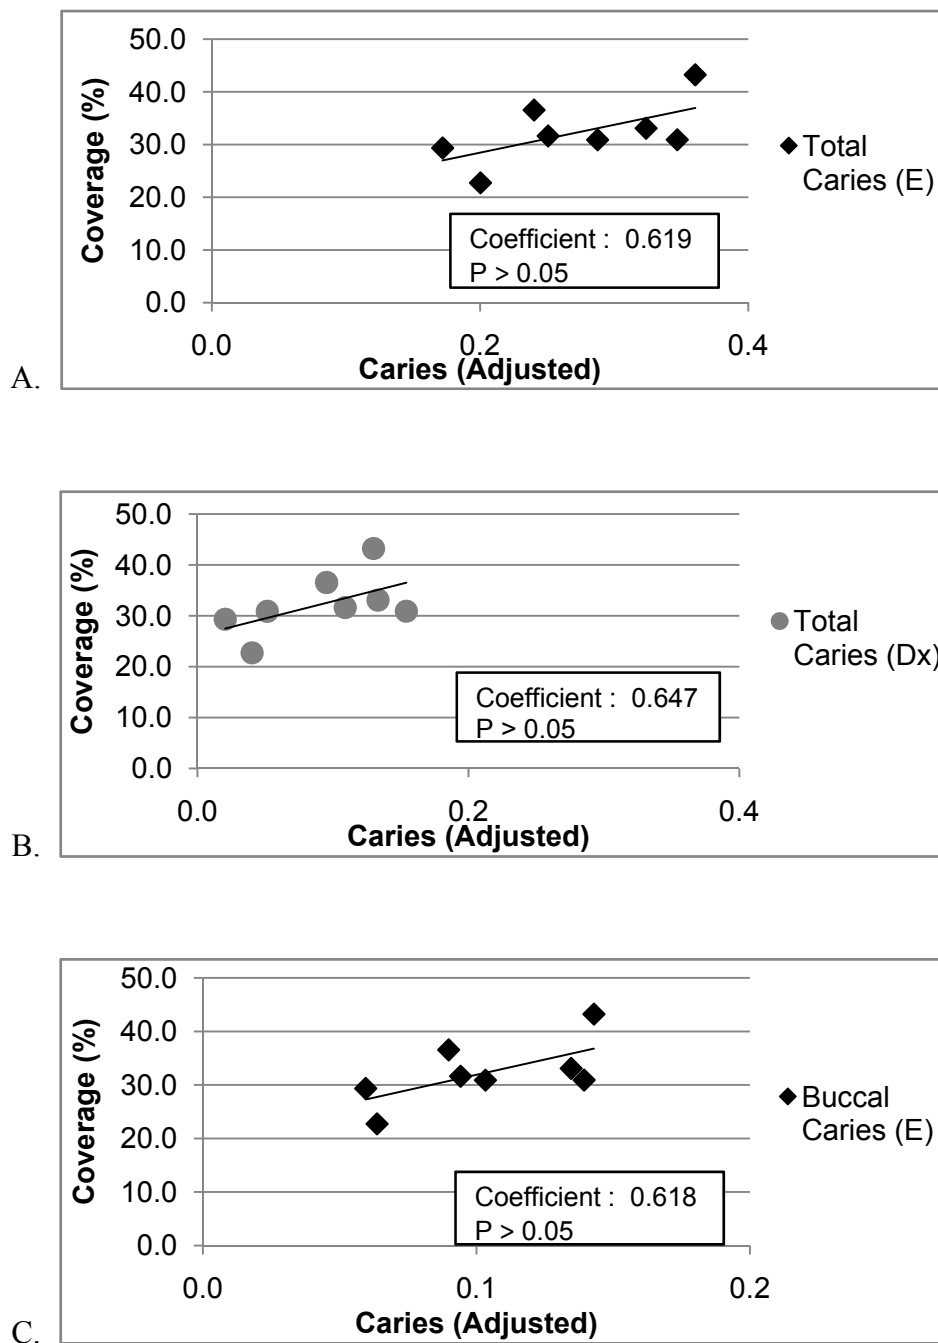 50.0
40.0
30.0
20.0
10.0
0.0
Coverage (%)
Total
Caries (E)
Coefficient : 0.619
P > 0.05
0.0 0.2 0.4
Caries (Adjusted)
A.
50.0
40.0
30.0
20.0
10.0
0.0
Coverage (%)
Total
Caries (Dx)
Coefficient : 0.647
P > 0.05
0.0 0.2 0.4
Caries (Adjusted)
B.
50.0
40.0
30.0
20.0
10.0
0.0
Coverage (%)
Buccal
Caries (E)
Coefficient : 0.618
P > 0.05
0.0 0.1 0.2
Caries (Adjusted)
C.